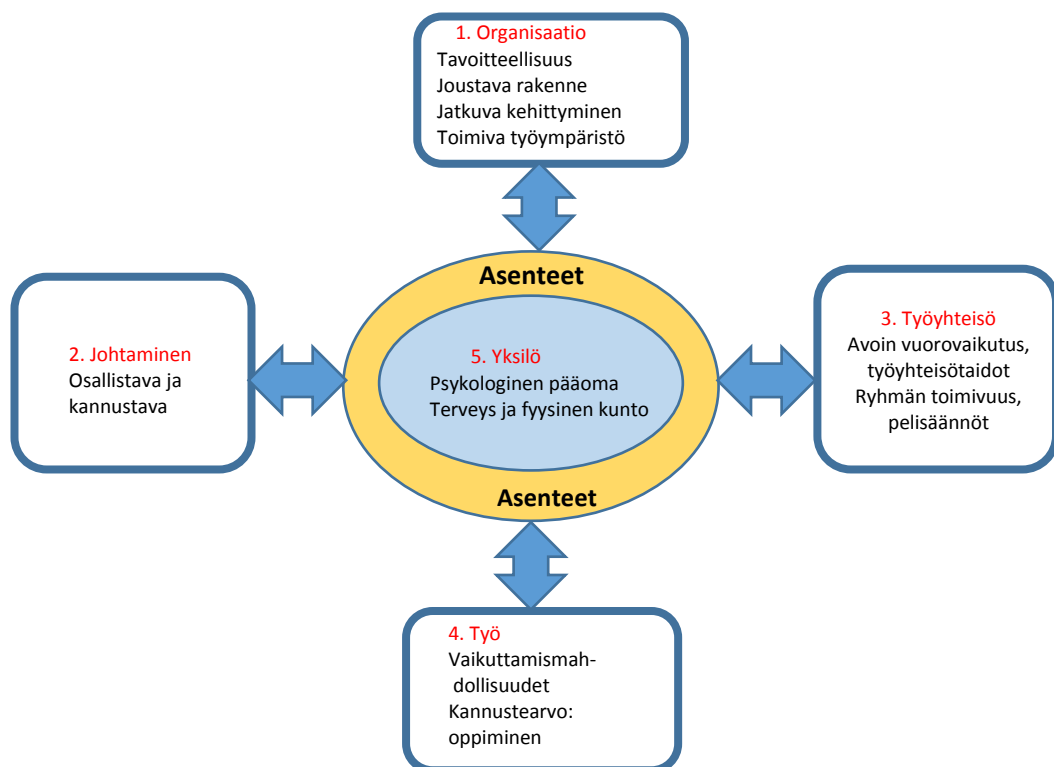 1. Organisaatio
Tavoitteellisuus
Joustava rakenne
Jatkuva kehittyminen
Toimiva työympäristö
Asenteet
2. Johtaminen
Osallistava ja
kannustava
5. Yksilö
Psykologinen pääoma
Terveys ja fyysinen kunto
3. Työyhteisö
Avoin vuorovaikutus,
työyhteisötaidot
Ryhmän toimivuus,
pelisäännöt
Asenteet
4. Työ
Vaikuttamismah-
dollisuudet
Kannustearvo:
oppiminen